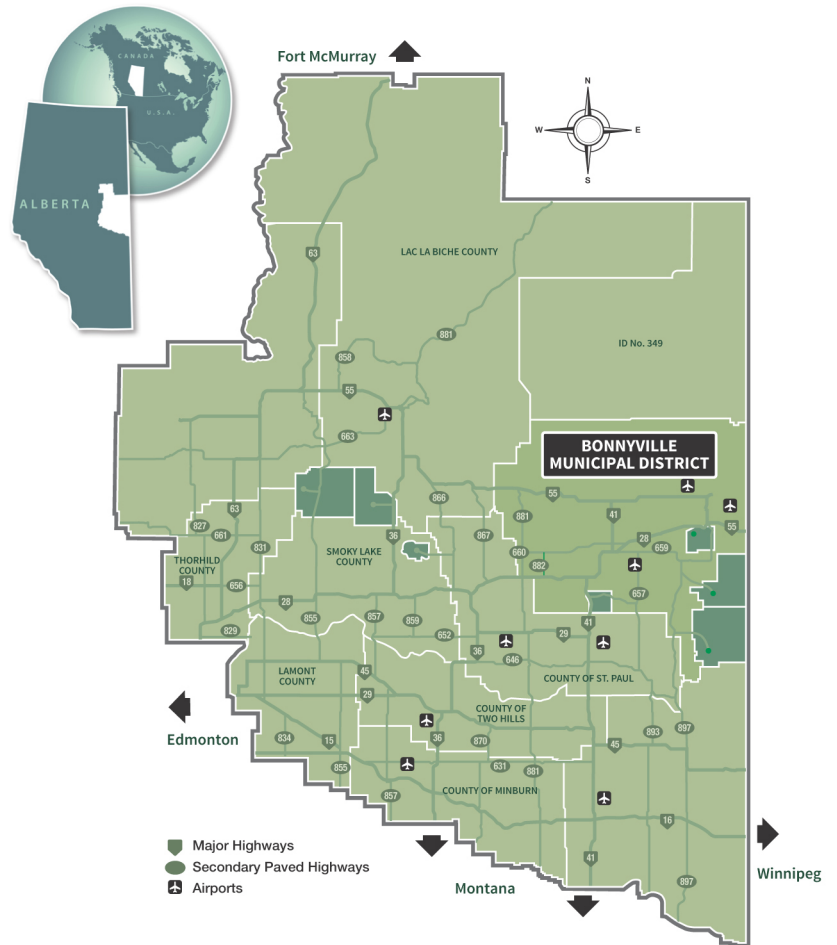 Fort McMurray
CANADA
U.S.A.
ALBERTA
N
W
E
S
63
LAC LA BICHE COUNTY
881
ID No. 349
858
55
663
BONNYVILLE
MUNICIPAL DISTRICT
866
55
881
41
63
827
661
831
36
867
28
659
55
660
882
THORHILD
COUNTY
SMOKY LAKE
COUNTY
18
656
657
28
855
857
859
829
652
41
29
36
646
LAMONT
COUNTY
45
29
COUNTY OF ST. PAUL
COUNTY OF
TWO HILLS
Edmonton
834
15
36
870
45
893
897
855
631
881
857
COUNTY OF MINBURN
16
41
897
Major Highways
Secondary Paved Highways
Airports
Montana
Winnipeg